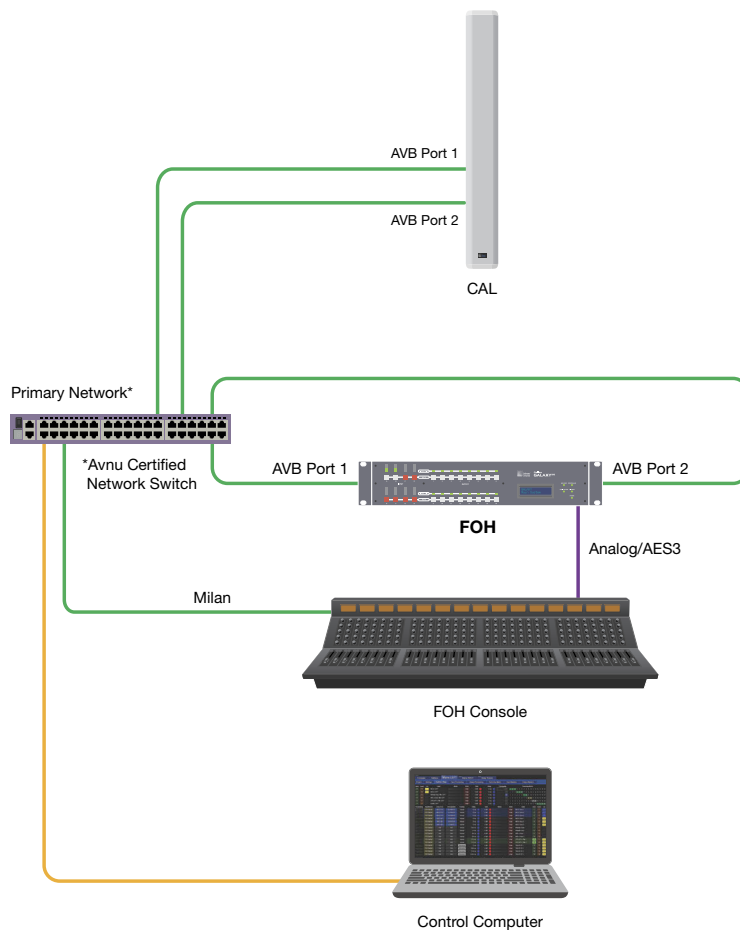 AVB Port 1
AVB Port 2
CAL
Primary Network*
*Avnu Certified
Network Switch
AVB Port 1
GALAXY
AVB Port 2
FOH
Analog/AES3
Milan
FOH Console
Control Computer